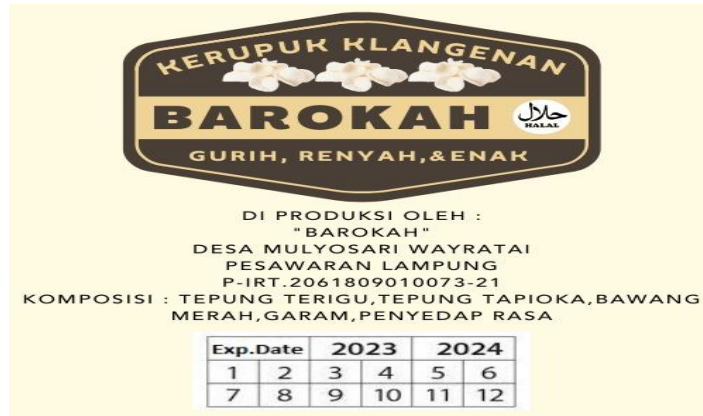 KERUPUK KLANGENAN
BAROKAH
حلال
HALAL
GURIH, RENYAH,&ENAK
DI PRODUKSI OLEH :
"BAROKAH"
DESA MULYOSARI WAYRATAI
PESAWARAN LAMPUNG
P-IRT.2061809010073-21
KOMPOSISI : TEPUNG TERIGU,TEPUNG TAPIOKA,BAWANG
MERAH,GARAM,PENYEDAP RASA
Exp.Date 2023 2024
1 2 3 4 5 6
7 8 9 10 11 12